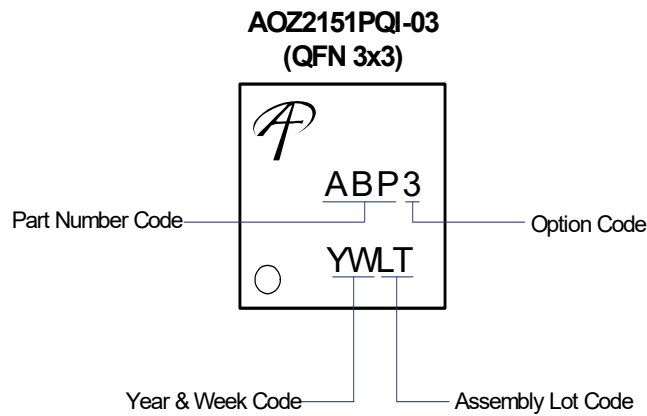 AOZ2151PQI-03
(QFN 3x3)
ABP3
Part Number Code
Option Code
YWLT
Year & Week Code
Assembly Lot Code